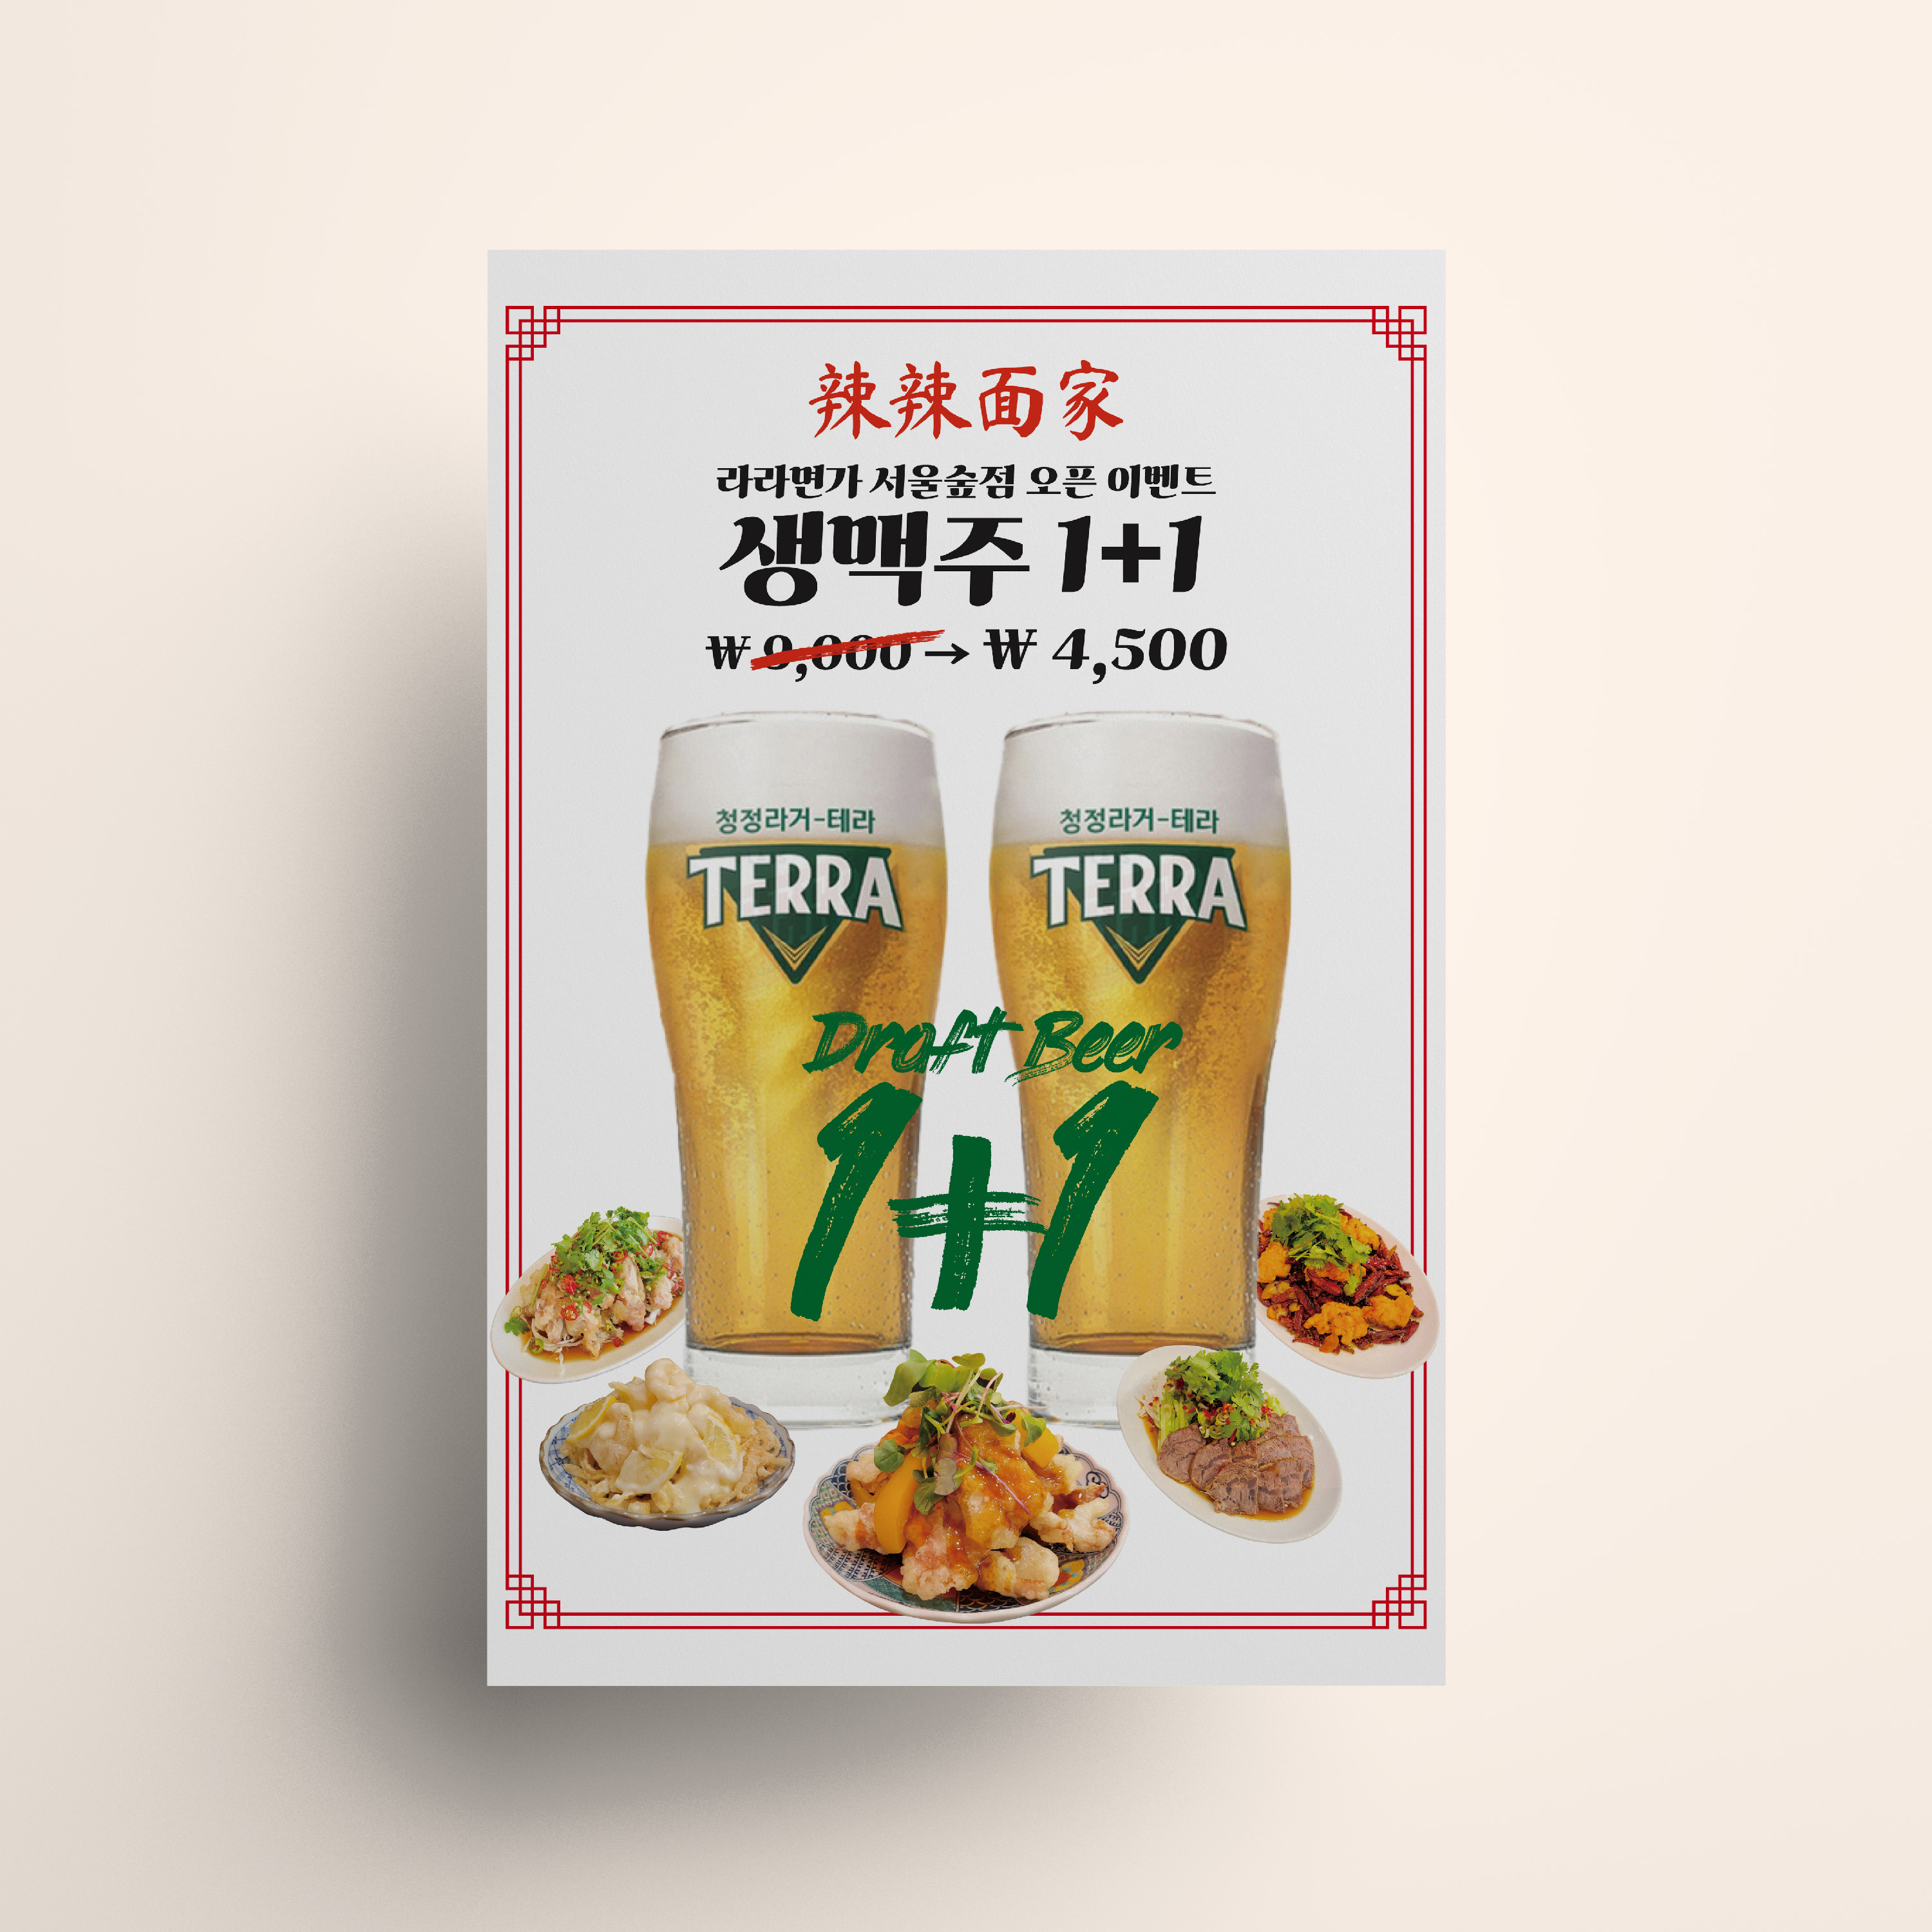 辣辣面家
라라면가 서울숲점 오픈 이벤트
생맥주 1+1
₩ 9,000 → ₩ 4,500
청정라거-테라 청정라거-테라
TERRA TERRA
Draft Beer
1+1